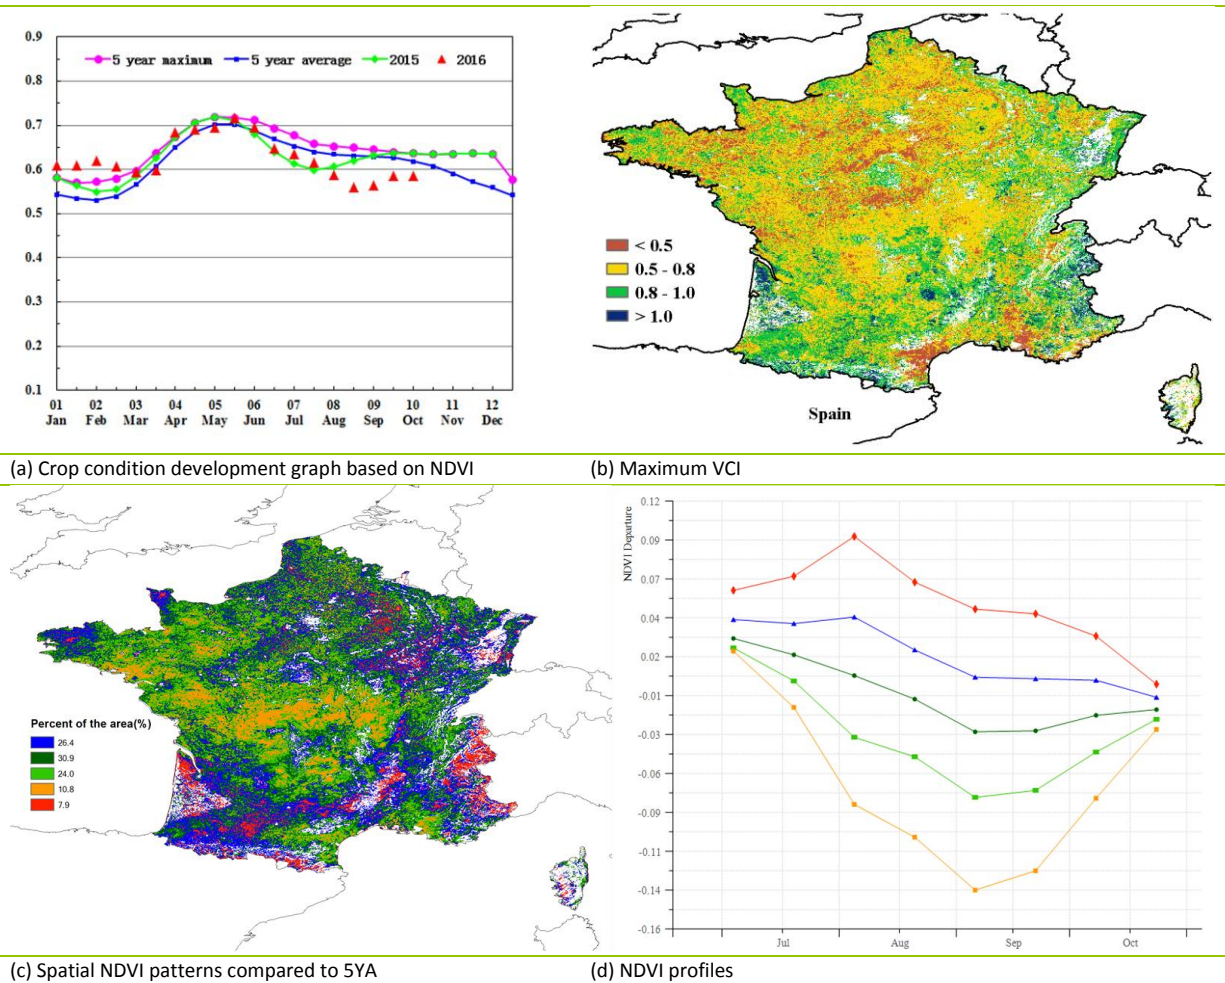 0.9
0.8
0.7
0.6
0.5
0.4
0.3
0.2
0.1
5 year maximum 5 year average 2015 2016
01 02 03 04 05 06 07 08 09 10 11 12
Jan Feb Mar Apr May Jun Jul Aug Sep Oct Nov Dec
< 0.5
0.5 - 0.8
0.8 - 1.0
> 1.0
Spain
(a) Crop condition development graph based on NDVI
(b) Maximum VCI
Percent of the area(%)
26.4
30.9
24.0
10.8
7.9
NDVI Departure
0.12
0.09
0.07
0.04
0.02
-0.01
-0.03
-0.06
-0.09
-0.11
-0.14
-0.16
Jul Aug Sep Oct
(c) Spatial NDVI patterns compared to 5YA
(d) NDVI profiles